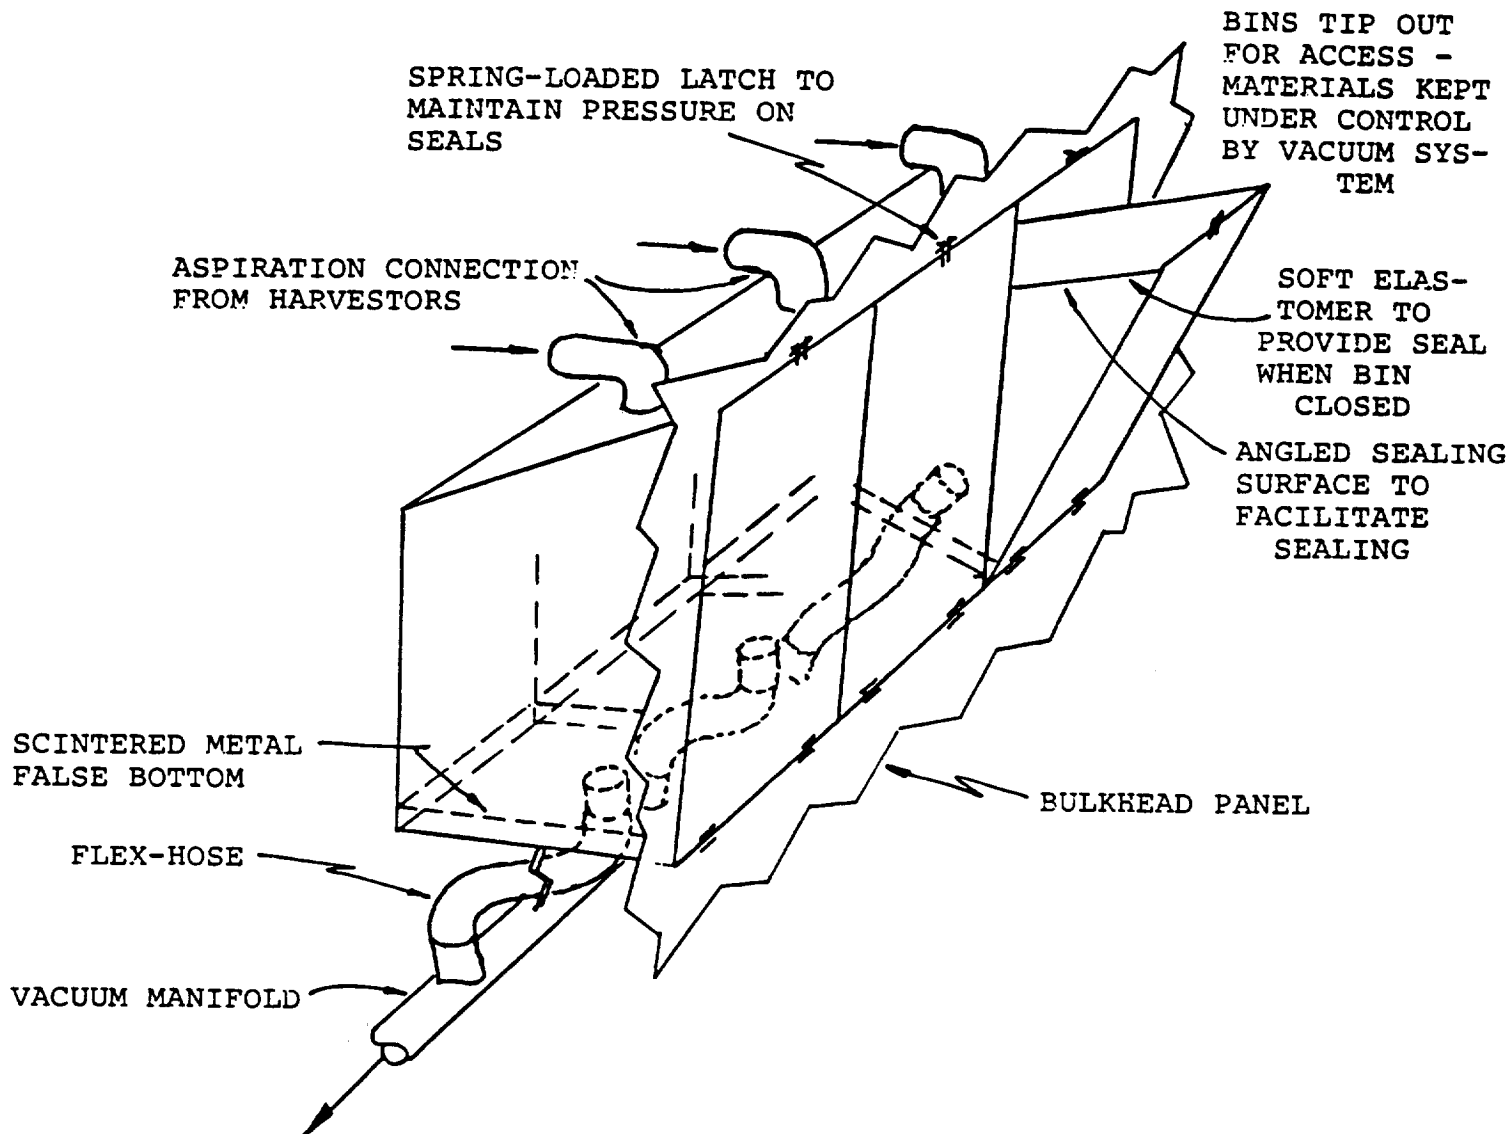 BINS TIP OUT
FOR ACCESS -
MATERIALS KEPT
UNDER CONTROL
BY VACUUM SYS-
TEM
SPRING-LOADED LATCH TO
MAINTAIN PRESSURE ON
SEALS
ASPIRATION CONNECTION
FROM HARVESTORS
SOFT ELAS-
TOMER TO
PROVIDE SEAL
WHEN BIN
CLOSED
ANGLED SEALING
SURFACE TO
FACILITATE
SEALING
SCINTERED METAL
FALSE BOTTOM
BULKHEAD PANEL
FLEX-HOSE
VACUUM MANIFOLD